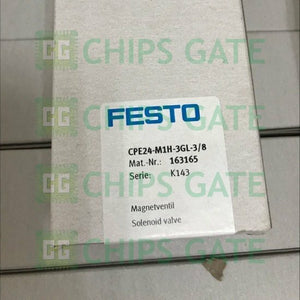 CHIPS GATE
FESTO
CPE24-M1H-3GL-3/8
Mat.-Nr.: 163165
Serie: K143
Magnetventil
Solenoid valve
CHIPS GATE
CHIPS GATE